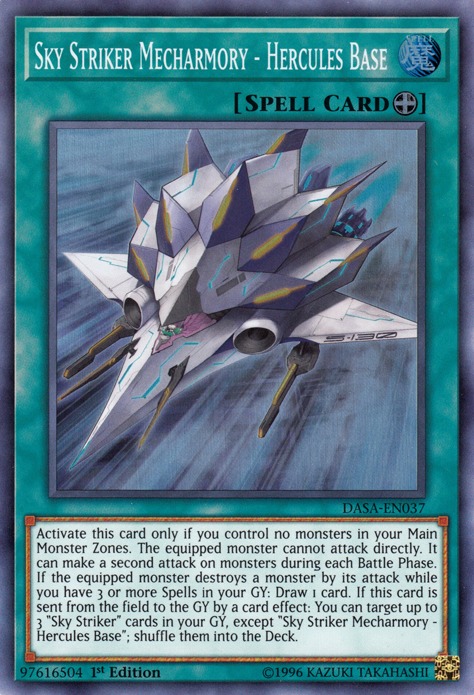 Sky Striker Mecharmory - Hercules Base
SPELL
魔
[Spell Card]
S-130
DASA-EN037
Activate this card only if you control no monsters in your Main
Monster Zones. The equipped monster cannot attack directly. It
can make a second attack on monsters during each Battle Phase.
If the equipped monster destroys a monster by its attack while
you have 3 or more Spells in your GY: Draw 1 card. If this card is
sent from the field to the GY by a card effect: You can target up to
3 "Sky Striker" cards in your GY, except "Sky Striker Mecharmory -
Hercules Base"; shuffle them into the Deck.
97616504 1st Edition ©1996 KAZUKI TAKAHASHI